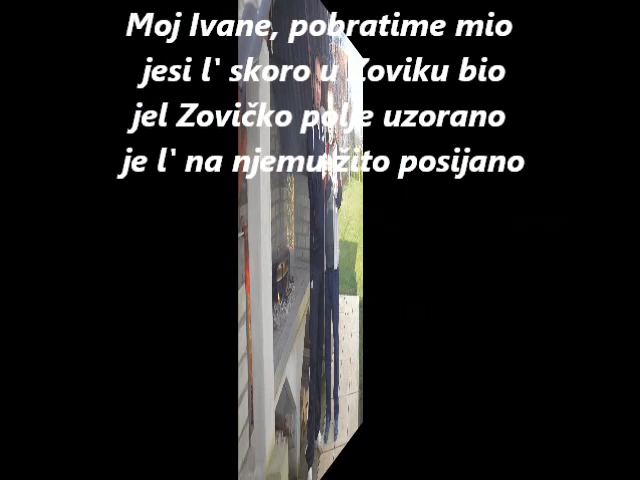 Moj Ivane, pobratime mio
jesi l' skoro u Zoviku bio
jel Zovičko polje uzorano
je l' na njemu žito posijano